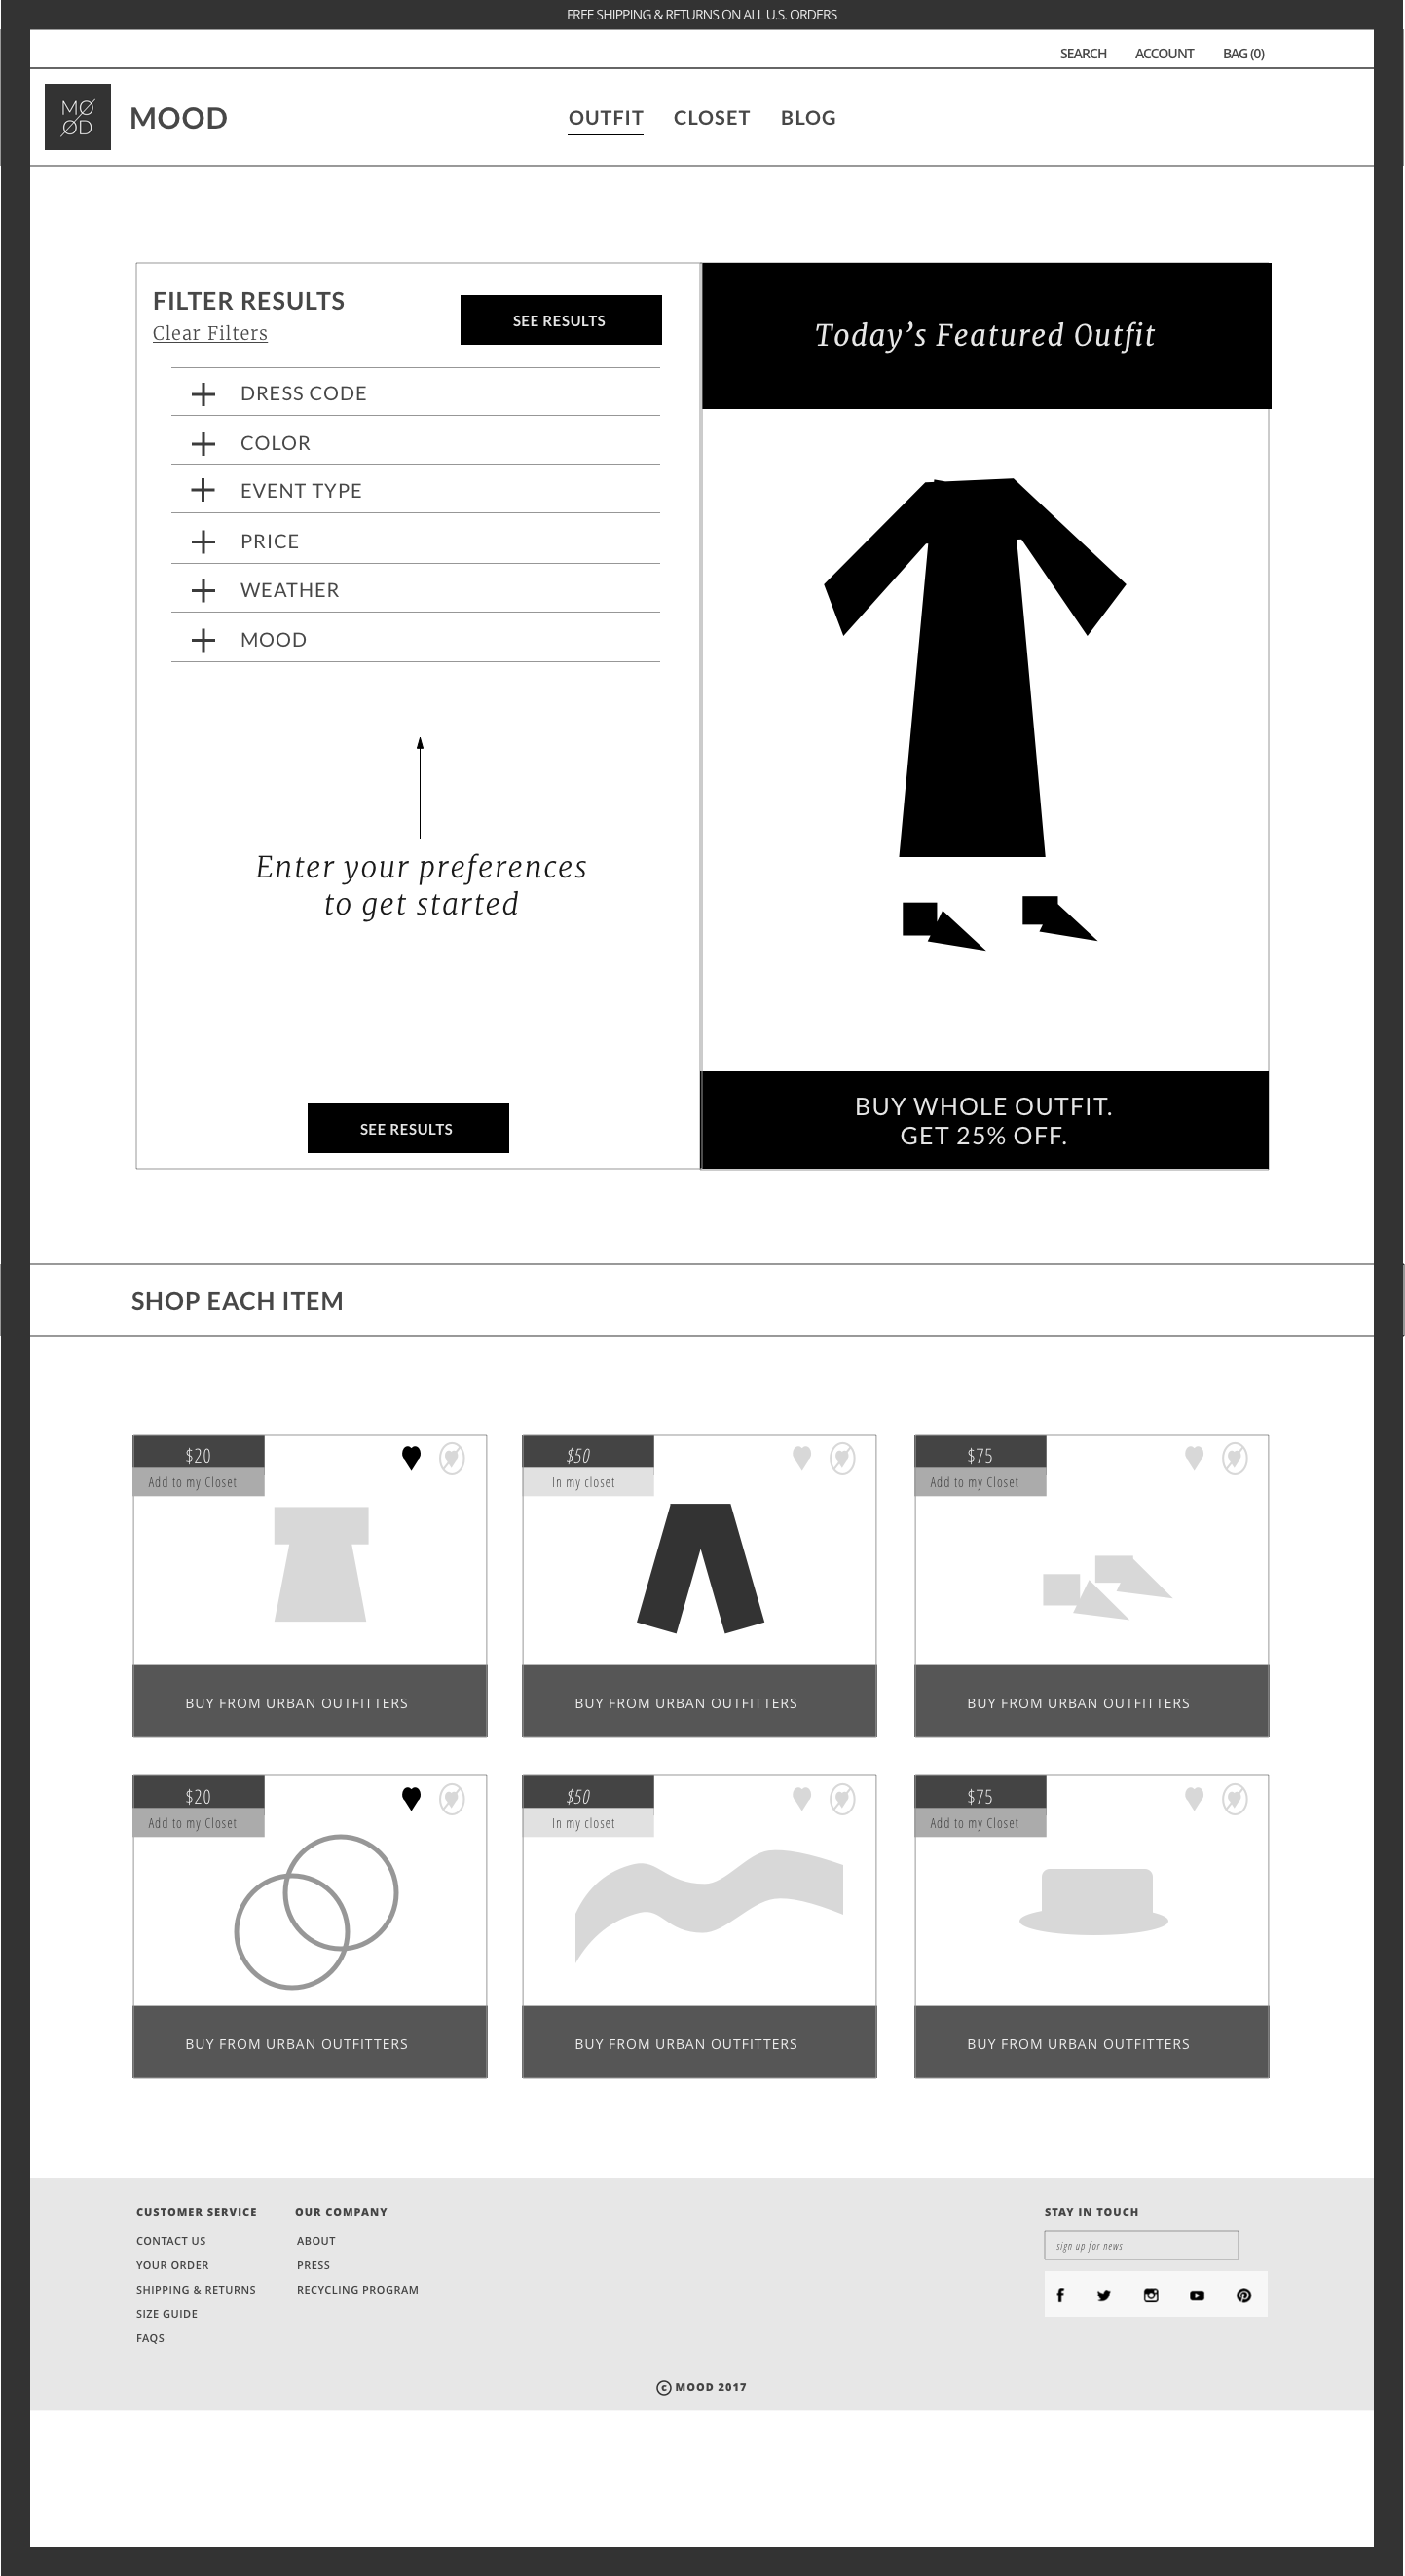 FREE SHIPPING & RETURNS ON ALL U.S. ORDERS
SEARCH ACCOUNT BAG (0)
MØ
ØD
MOOD
OUTFIT CLOSET BLOG
FILTER RESULTS
Clear Filters
SEE RESULTS
DRESS CODE
COLOR
EVENT TYPE
PRICE
WEATHER
MOOD
Enter your preferences
to get started
SEE RESULTS
Today’s Featured Outfit
BUY WHOLE OUTFIT.
GET 25% OFF.
SHOP EACH ITEM
$20
Add to my Closet
BUY FROM URBAN OUTFITTERS
$50
In my closet
BUY FROM URBAN OUTFITTERS
$75
Add to my Closet
BUY FROM URBAN OUTFITTERS
$20
Add to my Closet
BUY FROM URBAN OUTFITTERS
$50
In my closet
BUY FROM URBAN OUTFITTERS
$75
Add to my Closet
BUY FROM URBAN OUTFITTERS
CUSTOMER SERVICE
CONTACT US
YOUR ORDER
SHIPPING & RETURNS
SIZE GUIDE
FAQS
OUR COMPANY
ABOUT
PRESS
RECYCLING PROGRAM
STAY IN TOUCH
sign up for news
© MOOD 2017